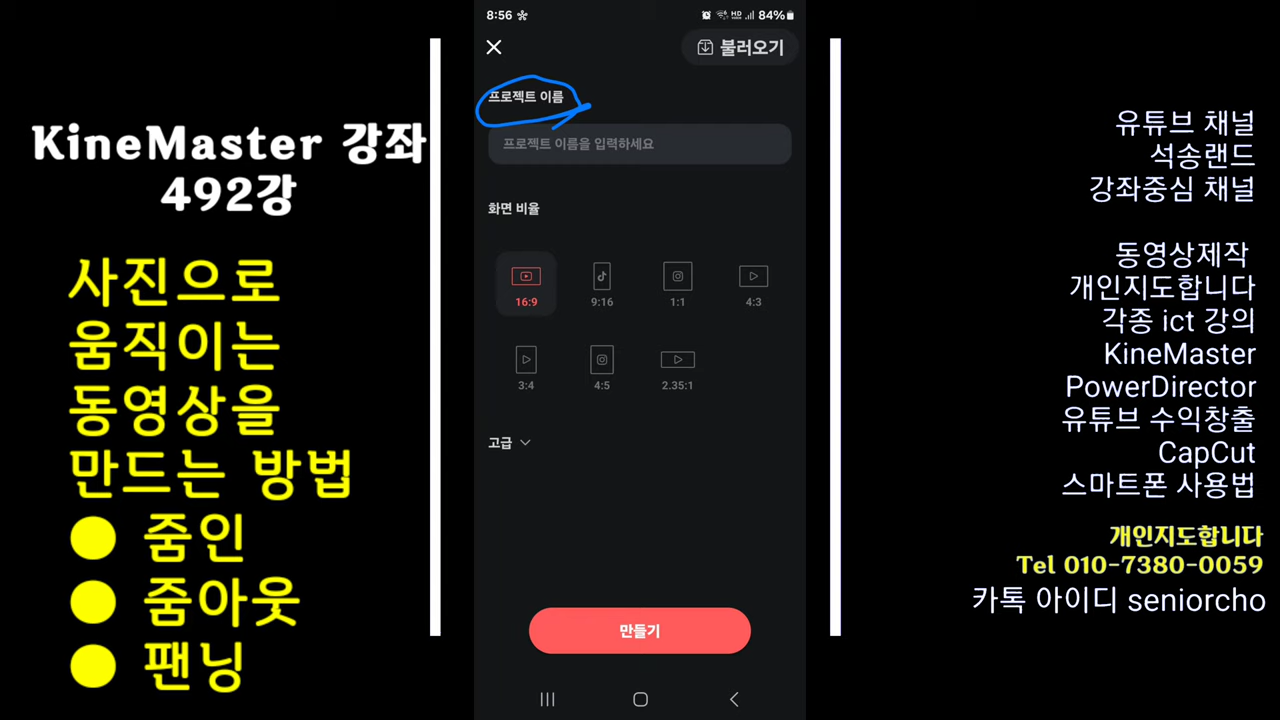 KineMaster 강좌
492강
사진으로
움직이는
동영상을
만드는 방법
● 줌인
● 줌아웃
● 팬닝
8:56
HD
84%
불러오기
프로젝트 이름
프로젝트 이름을 입력하세요
화면 비율
16:9 9:16 1:1 4:3
3:4 4:5 2.35:1
고급
만들기
유튜브 채널
석송랜드
강좌중심 채널
동영상제작
개인지도합니다
각종 ict 강의
KineMaster
PowerDirector
유튜브 수익창출
CapCut
스마트폰 사용법
개인지도합니다
Tel 010-7380-0059
카톡 아이디 seniorcho